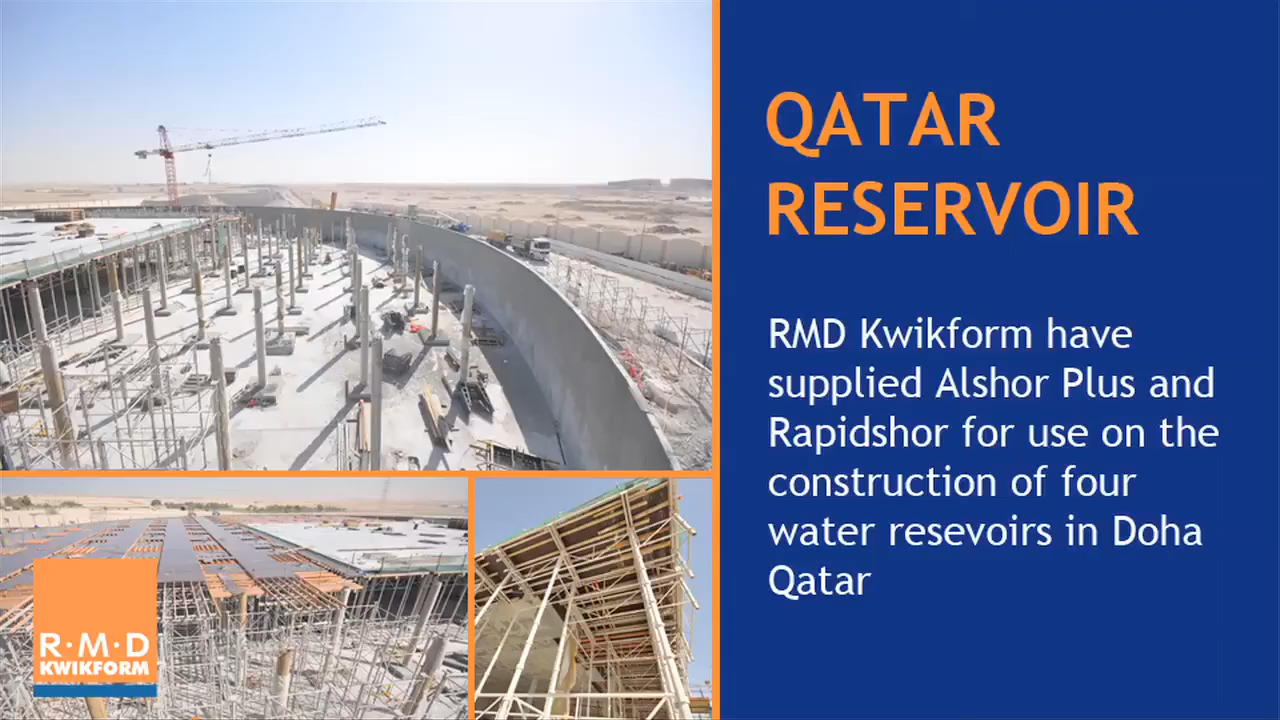 QATAR
RESERVOIR
RMD Kwikform have
supplied Alshor Plus and
Rapidshor for use on the
construction of four
water resevoirs in Doha
Qatar
R·M·D
KWIKFORM